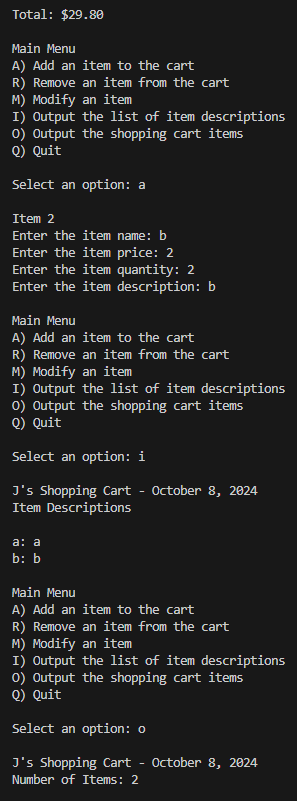 Total: $29.80
Main Menu
A) Add an item to the cart
R) Remove an item from the cart
M) Modify an item
I) Output the list of item descriptions
O) Output the shopping cart items
Q) Quit
Select an option: a
Item 2
Enter the item name: b
Enter the item price: 2
Enter the item quantity: 2
Enter the item description: b
Main Menu
A) Add an item to the cart
R) Remove an item from the cart
M) Modify an item
I) Output the list of item descriptions
O) Output the shopping cart items
Q) Quit
Select an option: i
J's Shopping Cart - October 8, 2024
Item Descriptions
a: a
b: b
Main Menu
A) Add an item to the cart
R) Remove an item from the cart
M) Modify an item
I) Output the list of item descriptions
O) Output the shopping cart items
Q) Quit
Select an option: o
J's Shopping Cart - October 8, 2024
Number of Items: 2